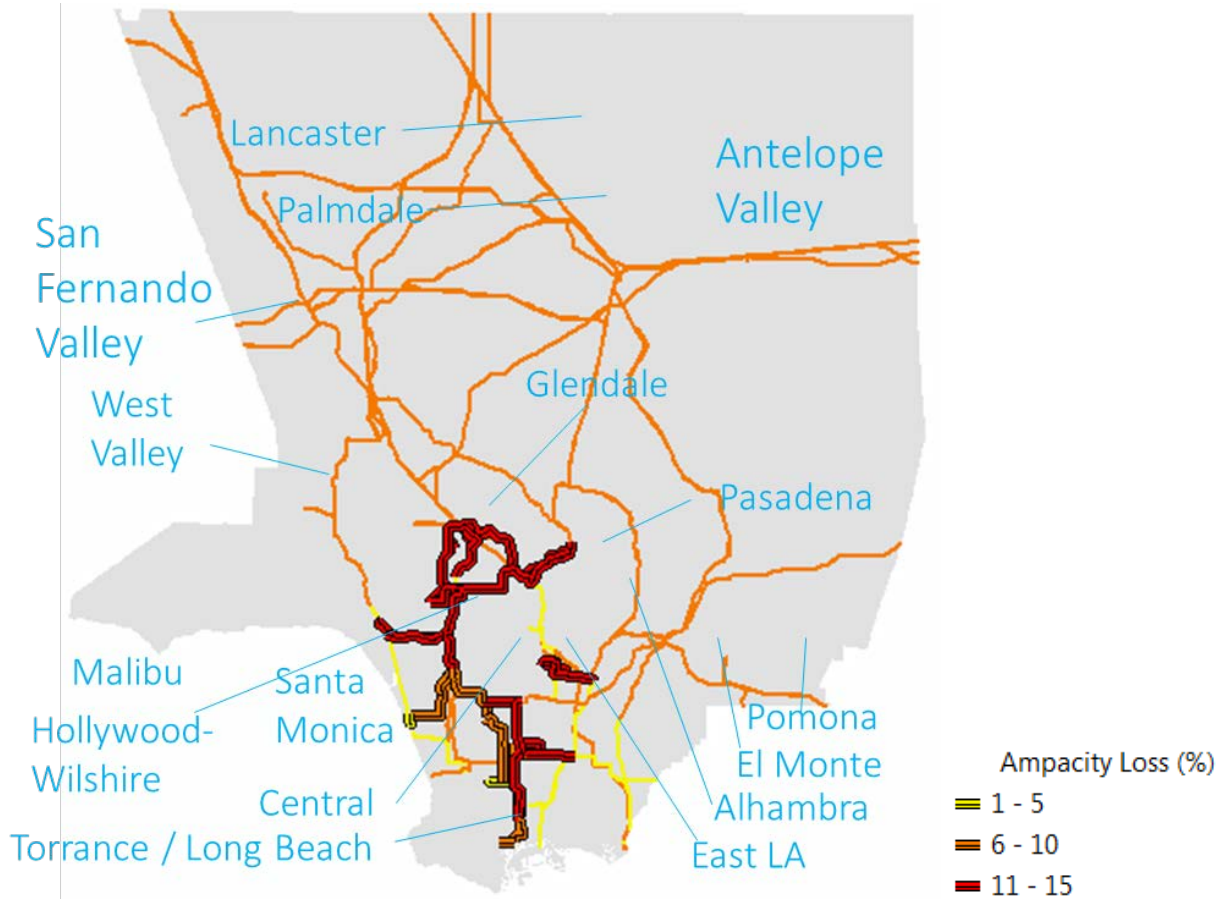 Lancaster
Antelope
Valley
Palmdale
San
Fernando
Valley
Glendale
West
Valley
Pasadena
Malibu
Santa
Monica
Hollywood-
Wilshire
Pomona
El Monte
Central
Alhambra
Torrance / Long Beach
East LA
Ampacity Loss (%)
1 - 5
6 - 10
11 - 15